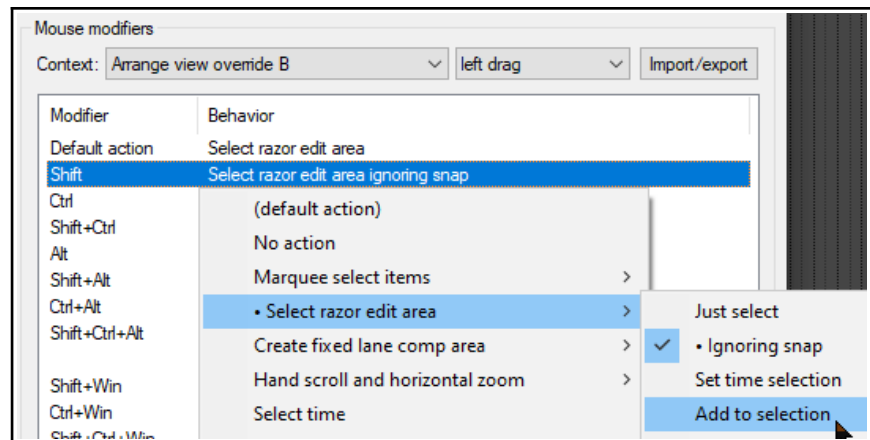 Mouse modifiers
Context: Arrange view override B left drag Import/export
Modifier Behavior
Default action Select razor edit area
Shift Select razor edit area ignoring snap
Ctrl (default action)
Shift+Ctrl
Alt No action
Shift+Alt Marquee select items
Ctrl+Alt • Select razor edit area Just select
Shift+Ctrl+Alt Create fixed lane comp area • Ignoring snap
Shift+Win Hand scroll and horizontal zoom Set time selection
Ctrl+Win Select time Add to selection
Shift+Ctrl+Win